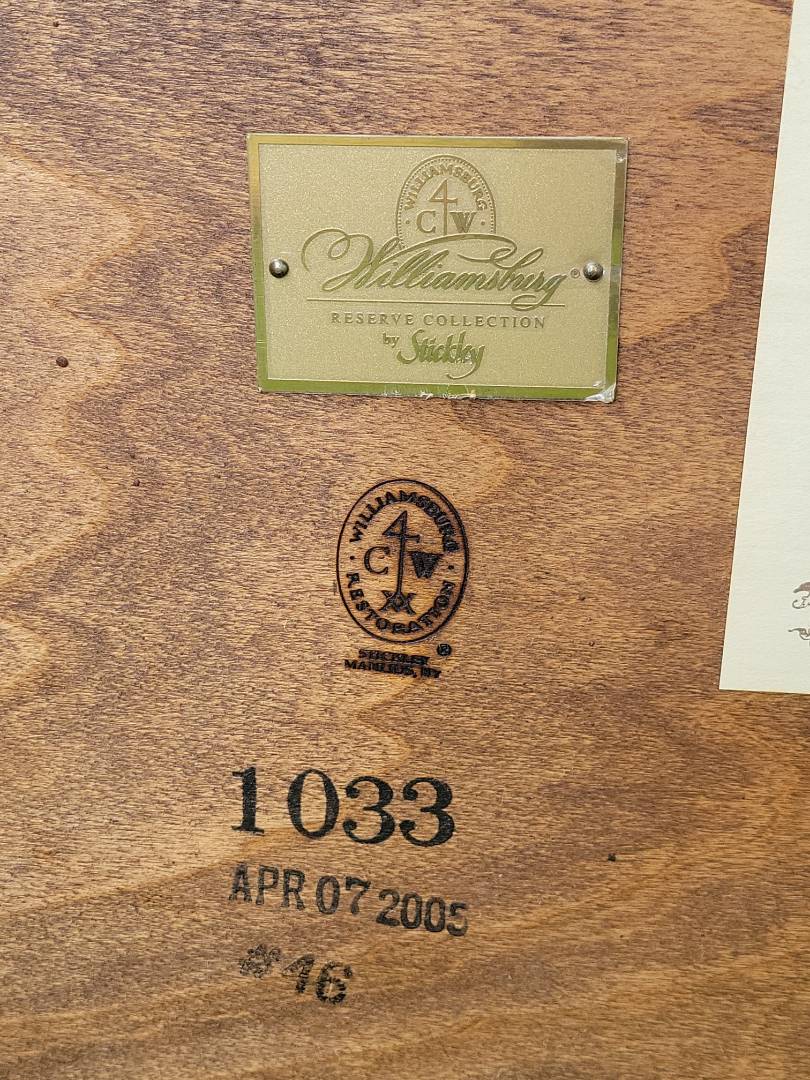 WILLIAMSBURG
CW
Williamsburg®
RESERVE COLLECTION
by Stickley
WILLIAMSBURG
CW
RESTORATION
STICKLEY ®
MANLIUS, NY
1033
APR 07 2005
#46